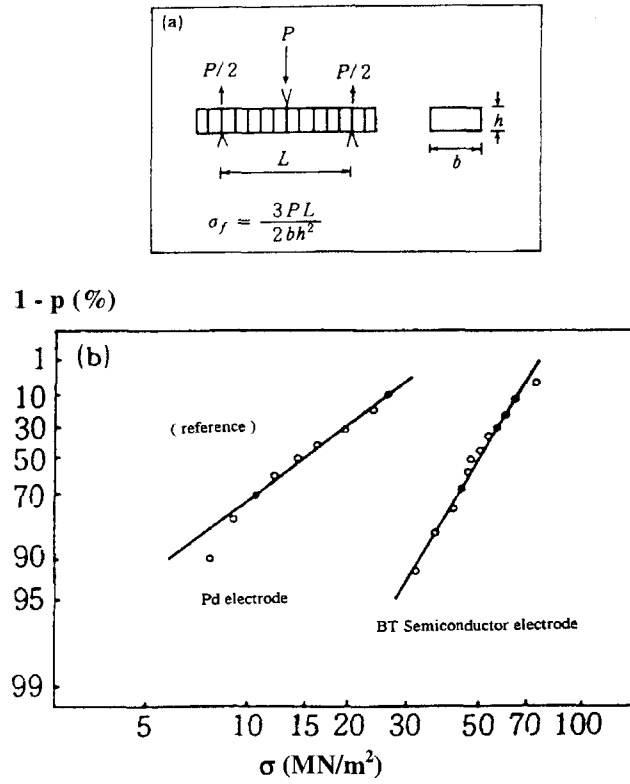 (a)
P
P/2 P/2
h
L
b
σf = 3PL / 2bh²
1 - p (%)
(b)
1
10
30
50
70
90
95
99
( reference )
Pd electrode
BT Semiconductor electrode
5 10 15 20 30 50 70 100
σ (MN/m²)